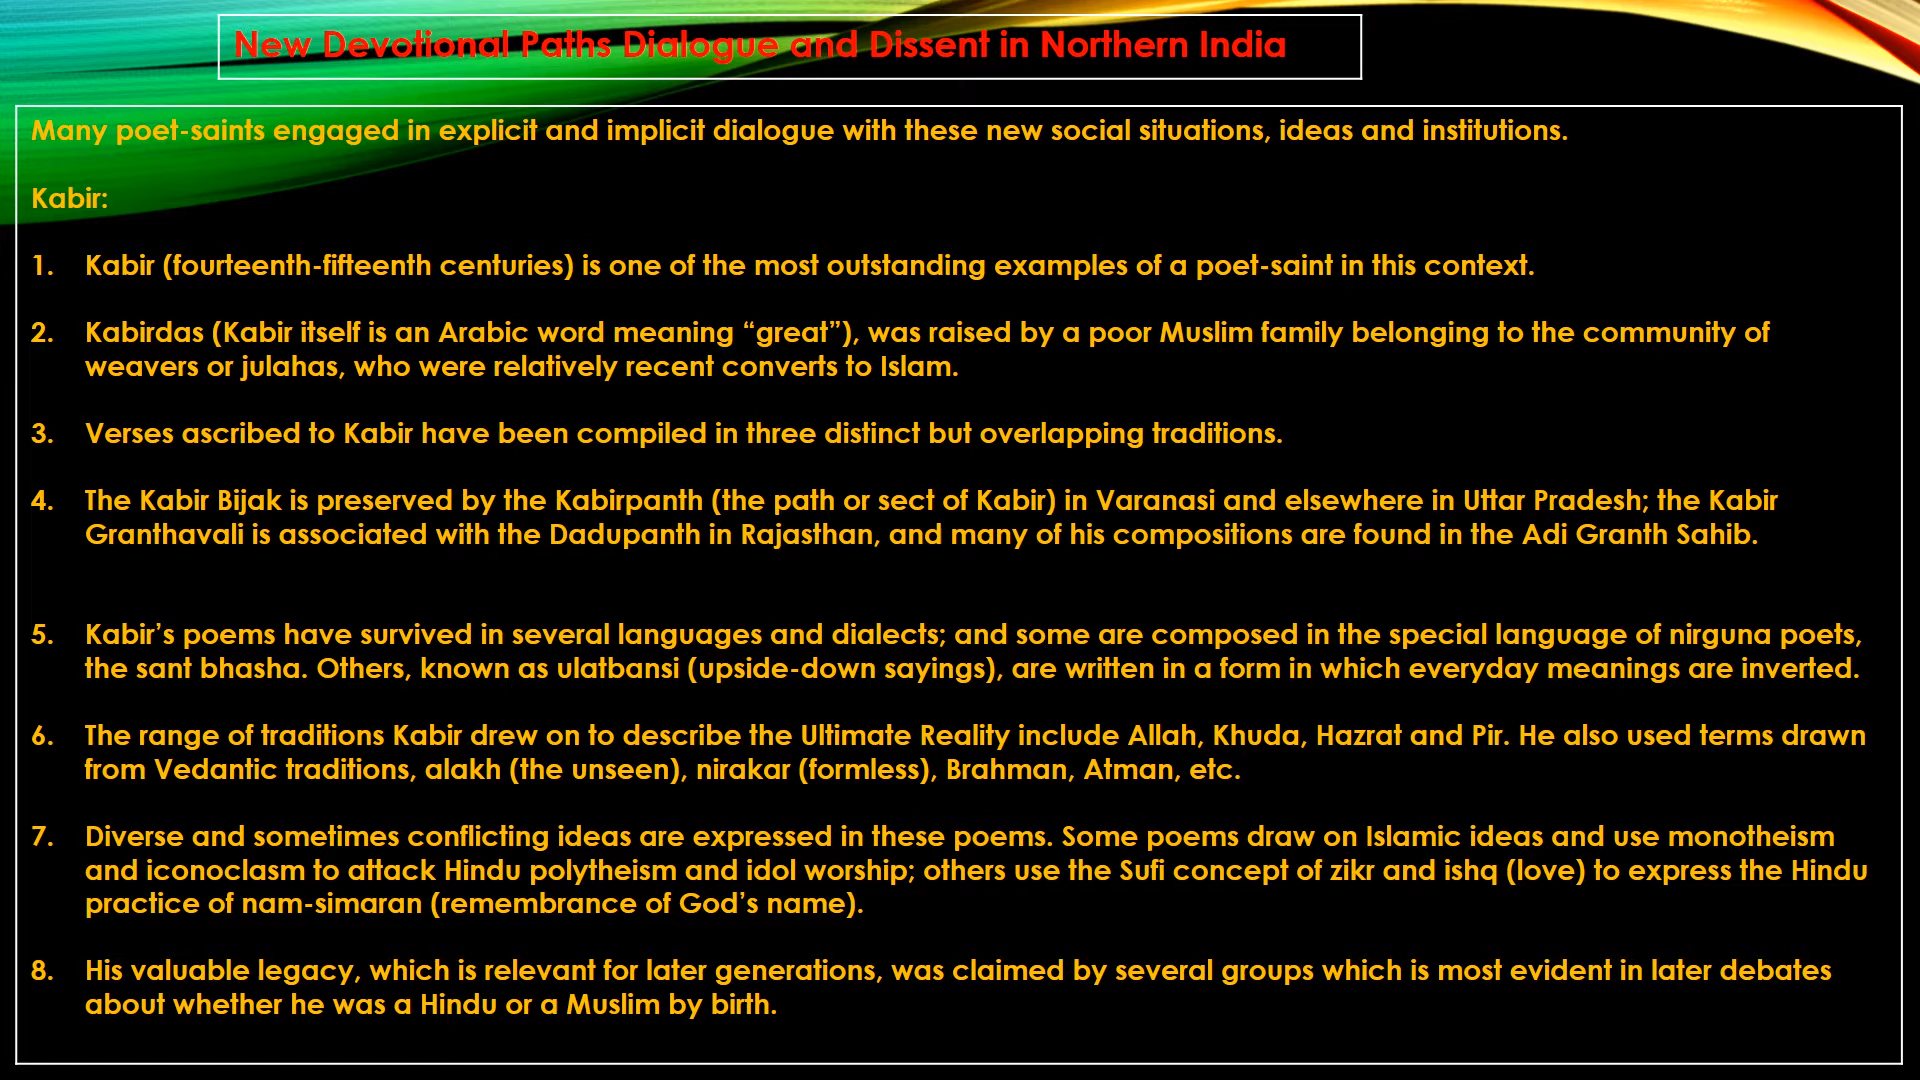 New Devotional Paths Dialogue and Dissent in Northern India
Many poet-saints engaged in explicit and implicit dialogue with these new social situations, ideas and institutions.
Kabir:
1. Kabir (fourteenth-fifteenth centuries) is one of the most outstanding examples of a poet-saint in this context.
2. Kabirdas (Kabir itself is an Arabic word meaning “great”), was raised by a poor Muslim family belonging to the community of
weavers or julahas, who were relatively recent converts to Islam.
3. Verses ascribed to Kabir have been compiled in three distinct but overlapping traditions.
4. The Kabir Bijak is preserved by the Kabirpanth (the path or sect of Kabir) in Varanasi and elsewhere in Uttar Pradesh; the Kabir
Granthavali is associated with the Dadupanth in Rajasthan, and many of his compositions are found in the Adi Granth Sahib.
5. Kabir’s poems have survived in several languages and dialects; and some are composed in the special language of nirguna poets,
the sant bhasha. Others, known as ulatbansi (upside-down sayings), are written in a form in which everyday meanings are inverted.
6. The range of traditions Kabir drew on to describe the Ultimate Reality include Allah, Khuda, Hazrat and Pir. He also used terms drawn
from Vedantic traditions, alakh (the unseen), nirakar (formless), Brahman, Atman, etc.
7. Diverse and sometimes conflicting ideas are expressed in these poems. Some poems draw on Islamic ideas and use monotheism
and iconoclasm to attack Hindu polytheism and idol worship; others use the Sufi concept of zikr and ishq (love) to express the Hindu
practice of nam-simaran (remembrance of God’s name).
8. His valuable legacy, which is relevant for later generations, was claimed by several groups which is most evident in later debates
about whether he was a Hindu or a Muslim by birth.